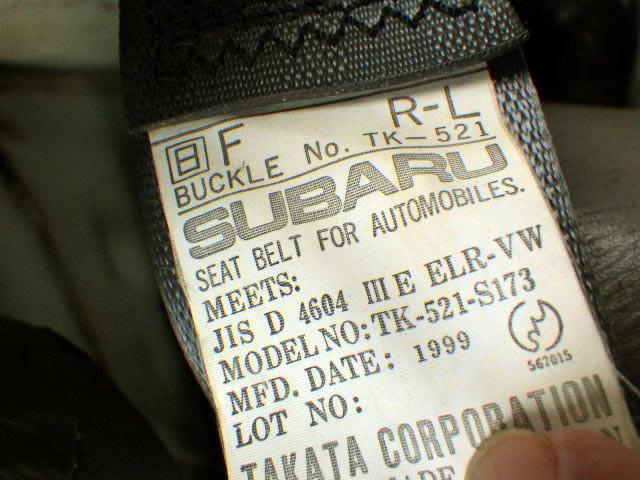 日 F R-L
BUCKLE No. TK-521
SUBARU
SEAT BELT FOR AUTOMOBILES.
MEETS:
JIS D 4604 III E ELR-VW
MODEL NO: TK-521-S173
MFD. DATE: 1999
567015
LOT NO:
TAKATA CORPORATION